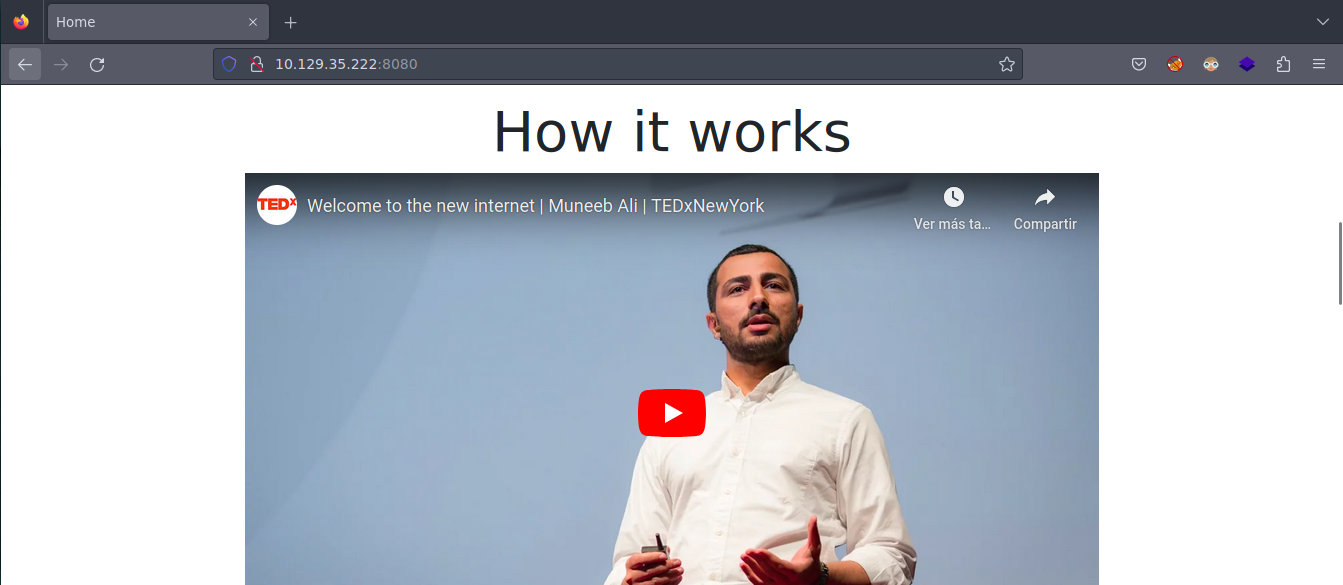 Home
10.129.35.222:8080
How it works
TEDx
Welcome to the new internet | Muneeb Ali | TEDxNewYork
Ver más ta...
Compartir